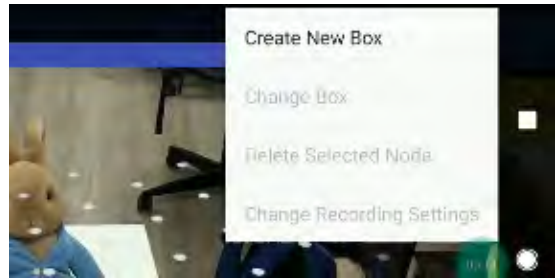 Create New Box
Change Box
Delete Selected Node
Change Recording Settings